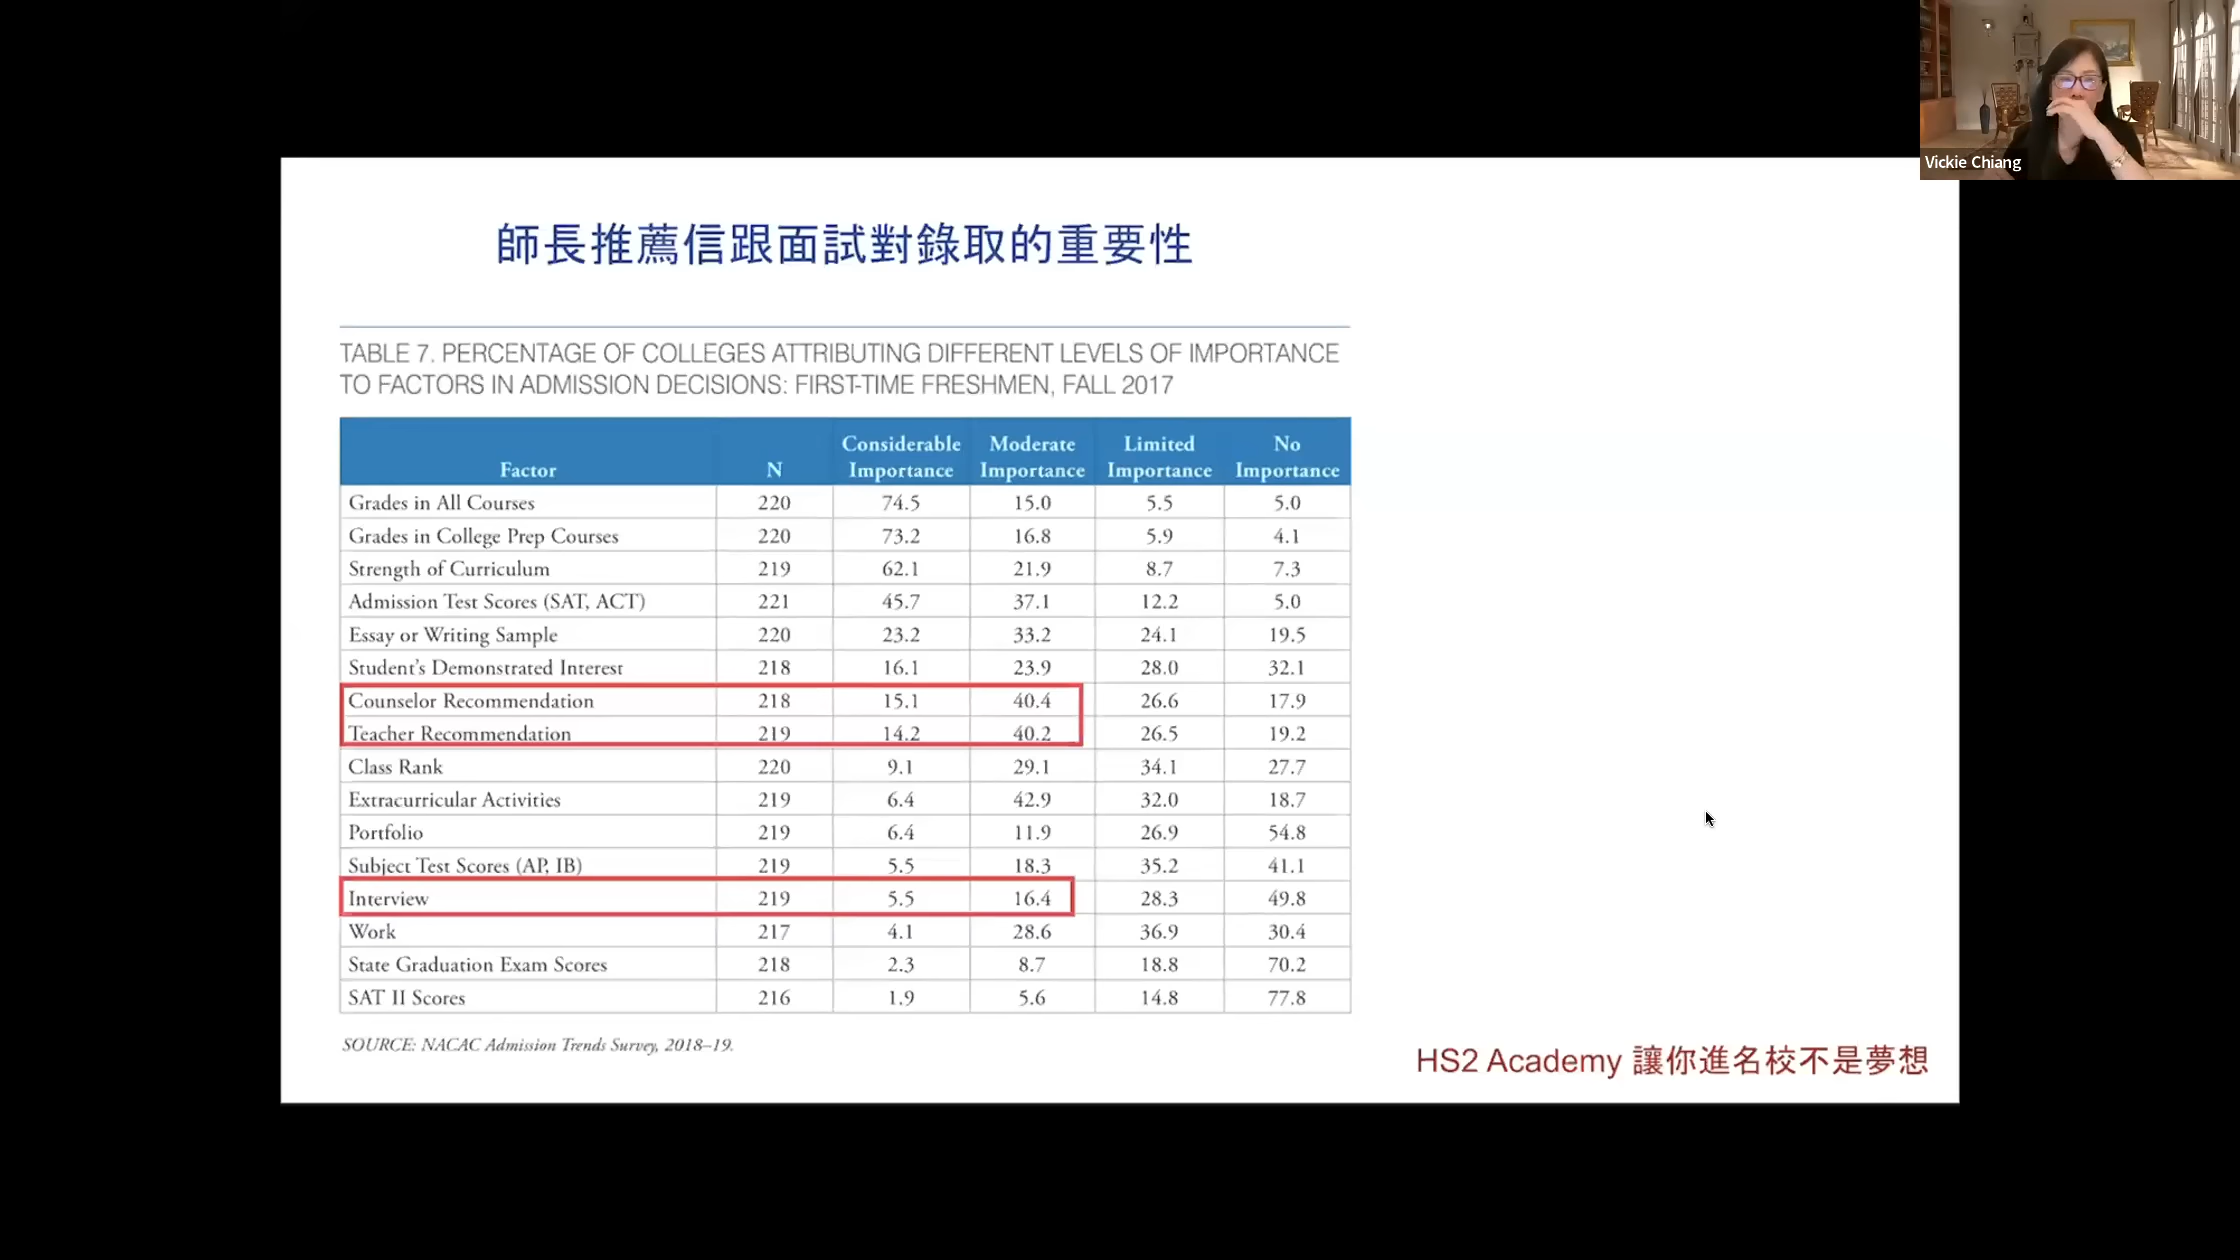 Vickie Chiang
師長推薦信跟面試對錄取的重要性
TABLE 7. PERCENTAGE OF COLLEGES ATTRIBUTING DIFFERENT LEVELS OF IMPORTANCE
TO FACTORS IN ADMISSION DECISIONS: FIRST-TIME FRESHMEN, FALL 2017
Factor N Considerable Importance Moderate Importance Limited Importance No Importance
Grades in All Courses 220 74.5 15.0 5.5 5.0
Grades in College Prep Courses 220 73.2 16.8 5.9 4.1
Strength of Curriculum 219 62.1 21.9 8.7 7.3
Admission Test Scores (SAT, ACT) 221 45.7 37.1 12.2 5.0
Essay or Writing Sample 220 23.2 33.2 24.1 19.5
Student's Demonstrated Interest 218 16.1 23.9 28.0 32.1
Counselor Recommendation 218 15.1 40.4 26.6 17.9
Teacher Recommendation 219 14.2 40.2 26.5 19.2
Class Rank 220 9.1 29.1 34.1 27.7
Extracurricular Activities 219 6.4 42.9 32.0 18.7
Portfolio 219 6.4 11.9 26.9 54.8
Subject Test Scores (AP, IB) 219 5.5 18.3 35.2 41.1
Interview 219 5.5 16.4 28.3 49.8
Work 217 4.1 28.6 36.9 30.4
State Graduation Exam Scores 218 2.3 8.7 18.8 70.2
SAT II Scores 216 1.9 5.6 14.8 77.8
SOURCE: NACAC Admission Trends Survey, 2018–19.
HS2 Academy 讓你進名校不是夢想